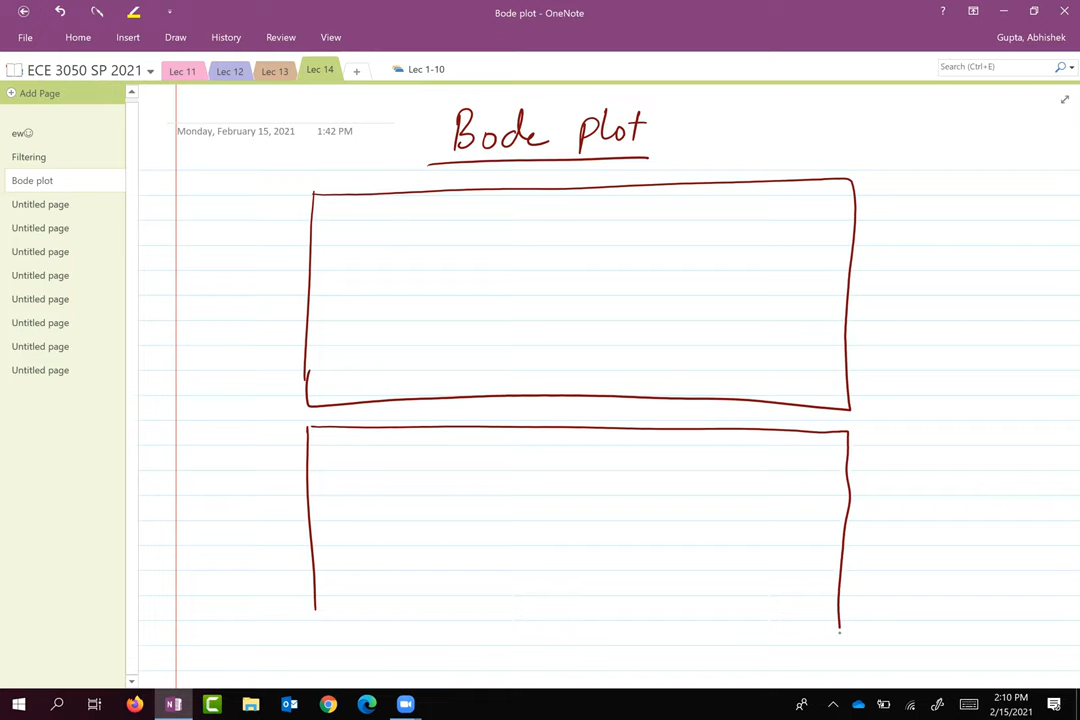 Bode plot - OneNote
?
File Home Insert Draw History Review View Gupta, Abhishek
ECE 3050 SP 2021 Lec 11 Lec 12 Lec 13 Lec 14 Lec 1-10 Search (Ctrl+E)
Add Page
Monday, February 15, 2021 1:42 PM
Bode plot
ew☺
Filtering
Bode plot
Untitled page
Untitled page
Untitled page
Untitled page
Untitled page
Untitled page
Untitled page
Untitled page
2:10 PM
2/15/2021